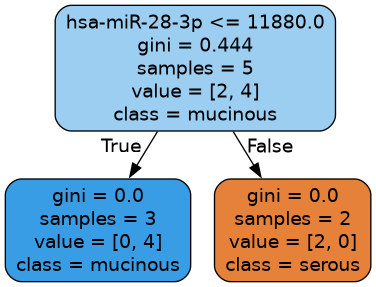 hsa-miR-28-3p <= 11880.0
gini = 0.444
samples = 5
value = [2, 4]
class = mucinous
True
False
gini = 0.0
samples = 3
value = [0, 4]
class = mucinous
gini = 0.0
samples = 2
value = [2, 0]
class = serous